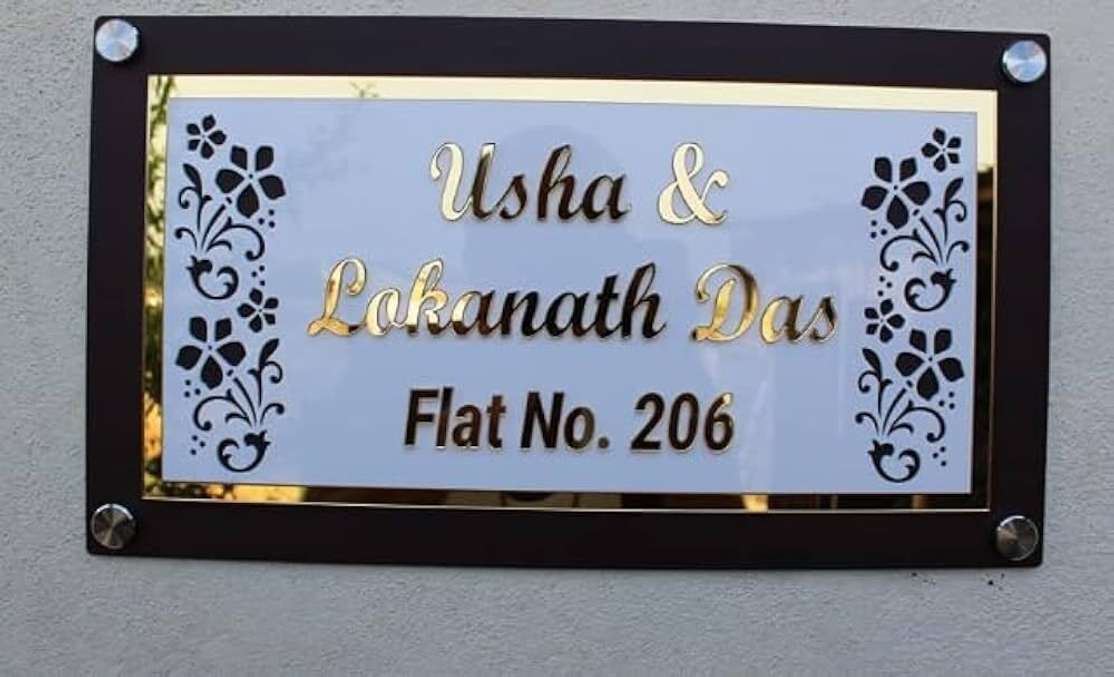 Usha &
Lokanath Das
Flat No. 206